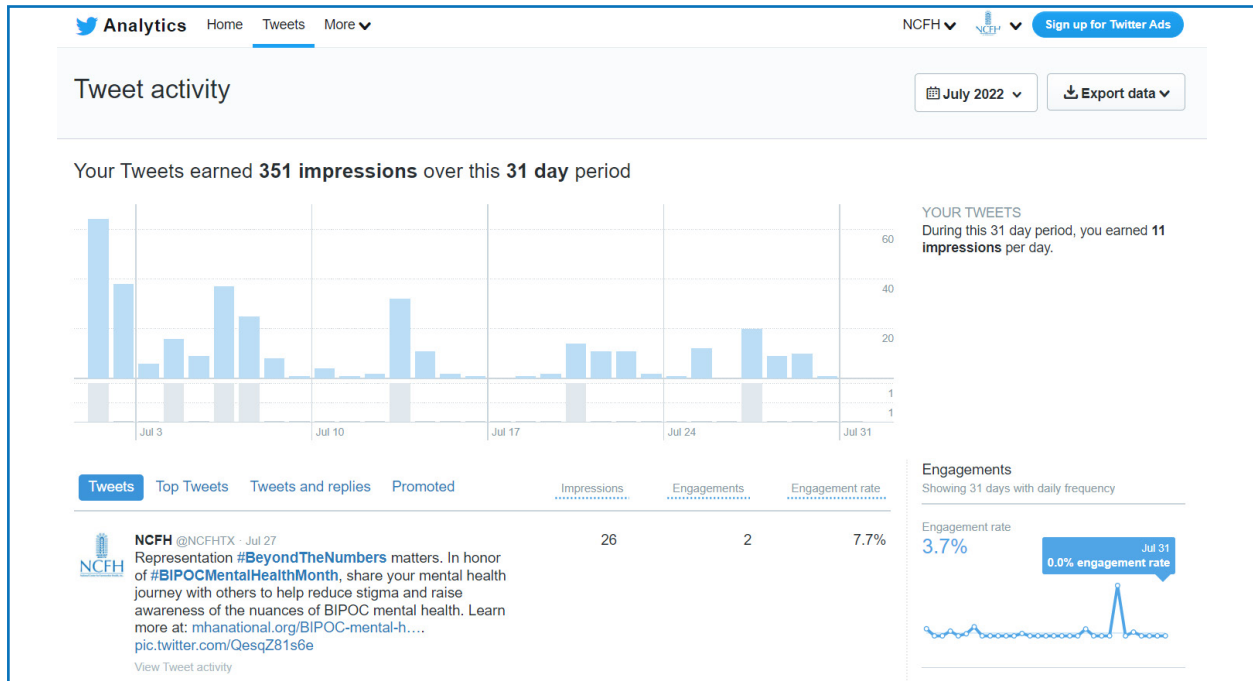 Analytics Home Tweets More
NCFH NCFH Sign up for Twitter Ads
Tweet activity
July 2022 Export data
Your Tweets earned 351 impressions over this 31 day period
YOUR TWEETS
During this 31 day period, you earned 11
impressions per day.
60
40
20
1
1
Jul 3 Jul 10 Jul 17 Jul 24 Jul 31
Tweets Top Tweets Tweets and replies Promoted Impressions Engagements Engagement rate
NCFH @NCFHTX · Jul 27 26 2 7.7%
NCFH
Representation #BeyondTheNumbers matters. In honor
of #BIPOCMentalHealthMonth, share your mental health
journey with others to help reduce stigma and raise
awareness of the nuances of BIPOC mental health. Learn
more at: mhanational.org/BIPOC-mental-h….
pic.twitter.com/QesqZ81s6e
View Tweet activity
Engagements
Showing 31 days with daily frequency
Engagement rate
3.7%
Jul 31
0.0% engagement rate